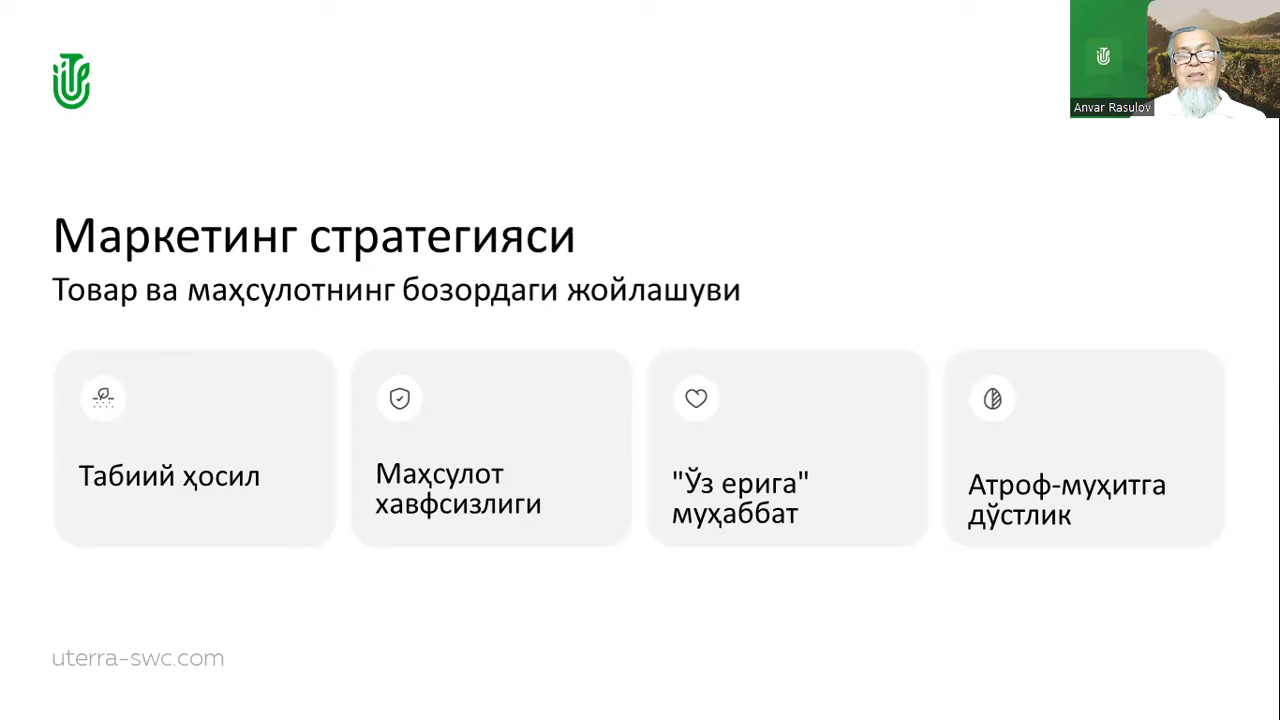 Anvar Rasulov
Маркетинг стратегияси
Товар ва маҳсулотнинг бозордаги жойлашуви
Табиий ҳосил
Маҳсулот
хавфсизлиги
"Ўз ерига"
муҳаббат
Атроф-муҳитга
дўстлик
uterra-swc.com